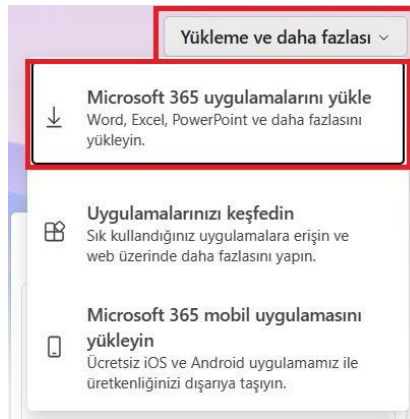 Yükleme ve daha fazlası
Microsoft 365 uygulamalarını yükle
Word, Excel, PowerPoint ve daha fazlasını
yükleyin.
Uygulamalarınızı keşfedin
Sık kullandığınız uygulamalara erişin ve
web üzerinde daha fazlasını yapın.
Microsoft 365 mobil uygulamasını
yükleyin
Ücretsiz iOS ve Android uygulamamız ile
üretkenliğinizi dışarıya taşıyın.